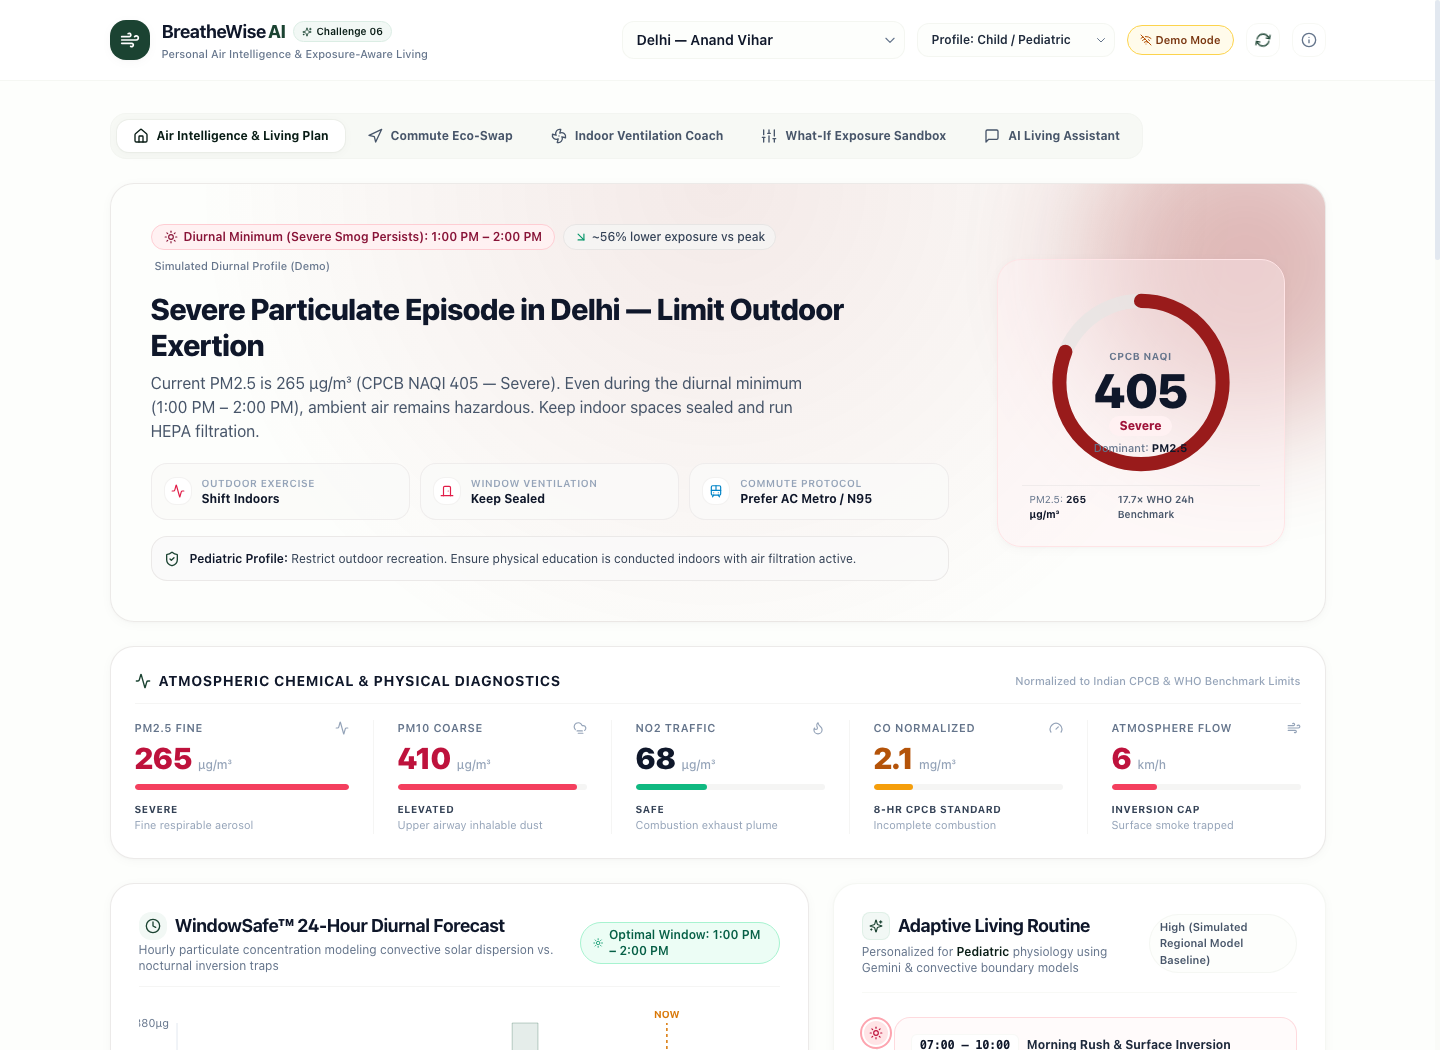 BreatheWise AI
Challenge 06
Personal Air Intelligence & Exposure-Aware Living
Delhi — Anand Vihar
Profile: Child / Pediatric
Demo Mode
Air Intelligence & Living Plan
Commute Eco-Swap
Indoor Ventilation Coach
What-If Exposure Sandbox
AI Living Assistant
Diurnal Minimum (Severe Smog Persists): 1:00 PM – 2:00 PM
~56% lower exposure vs peak
Simulated Diurnal Profile (Demo)
Severe Particulate Episode in Delhi — Limit Outdoor
Exertion
Current PM2.5 is 265 µg/m³ (CPCB NAQI 405 — Severe). Even during the diurnal minimum
(1:00 PM – 2:00 PM), ambient air remains hazardous. Keep indoor spaces sealed and run
HEPA filtration.
OUTDOOR EXERCISE
Shift Indoors
WINDOW VENTILATION
Keep Sealed
COMMUTE PROTOCOL
Prefer AC Metro / N95
Pediatric Profile: Restrict outdoor recreation. Ensure physical education is conducted indoors with air filtration active.
CPCB NAQI
405
Severe
Dominant: PM2.5
PM2.5: 265
µg/m³
17.7× WHO 24h
Benchmark
ATMOSPHERIC CHEMICAL & PHYSICAL DIAGNOSTICS
Normalized to Indian CPCB & WHO Benchmark Limits
PM2.5 FINE
265 µg/m³
SEVERE
Fine respirable aerosol
PM10 COARSE
410 µg/m³
ELEVATED
Upper airway inhalable dust
NO2 TRAFFIC
68 µg/m³
SAFE
Combustion exhaust plume
CO NORMALIZED
2.1 mg/m³
8-HR CPCB STANDARD
Incomplete combustion
ATMOSPHERE FLOW
6 km/h
INVERSION CAP
Surface smoke trapped
WindowSafe™ 24-Hour Diurnal Forecast
Hourly particulate concentration modeling convective solar dispersion vs.
nocturnal inversion traps
Optimal Window: 1:00 PM
– 2:00 PM
NOW
Adaptive Living Routine
Personalized for Pediatric physiology using
Gemini & convective boundary models
High (Simulated
Regional Model
Baseline)
07:00 – 10:00 Morning Rush & Surface Inversion